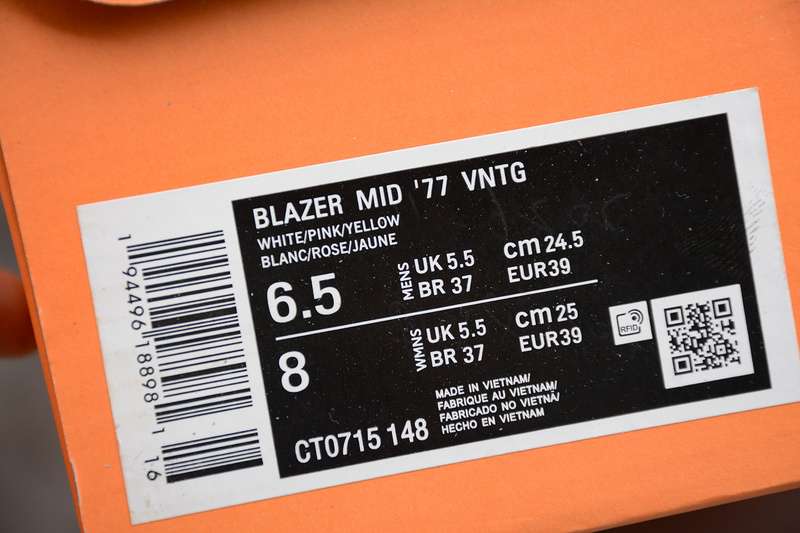 BLAZER MID '77 VNTG
WHITE/PINK/YELLOW
BLANC/ROSE/JAUNE
6.5
MENS
UK 5.5 cm 24.5
BR 37 EUR39
8
WMNS
UK 5.5 cm 25
BR 37 EUR39
RFID
MADE IN VIETNAM/
FABRIQUE AU VIETNAM/
FABRICADO NO VIETNÃ/
HECHO EN VIETNAM
CT0715 148
1 94496 18898 1
16